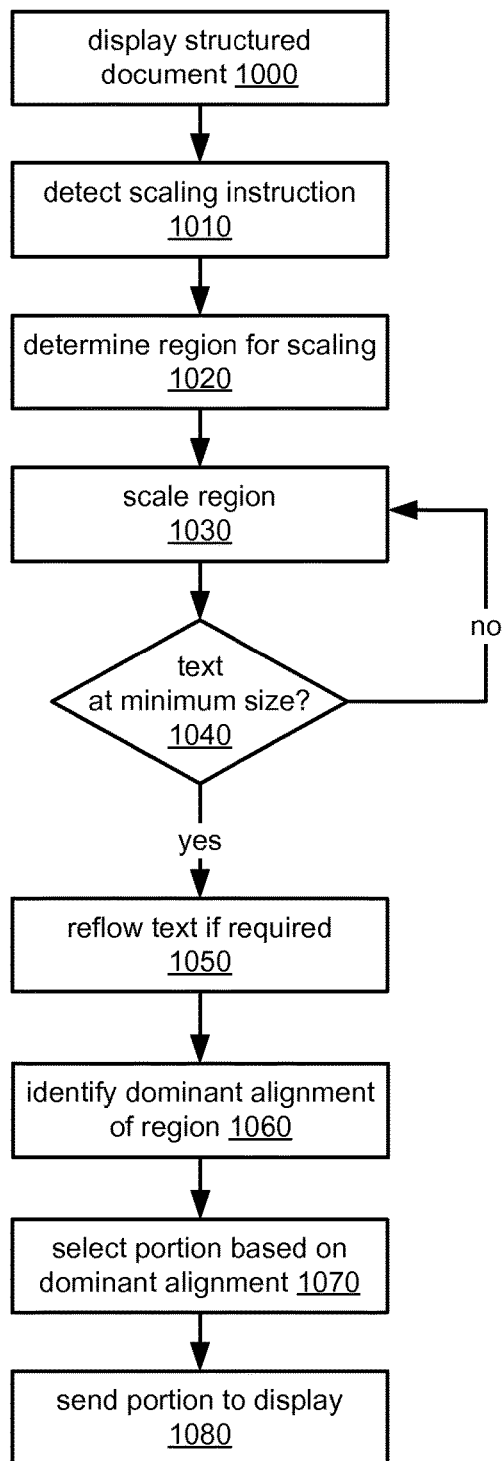 display structured
document 1000
detect scaling instruction
1010
determine region for scaling
1020
scale region
1030
no
text
at minimum size?
1040
yes
reflow text if required
1050
identify dominant alignment
of region 1060
select portion based on
dominant alignment 1070
send portion to display
1080